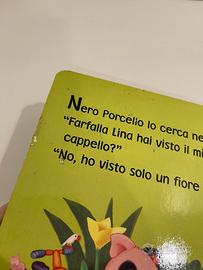 Nero Porcello lo cerca ne
“Farfalla Lina hai visto il mi
cappello?”
“No, ho visto solo un fiore